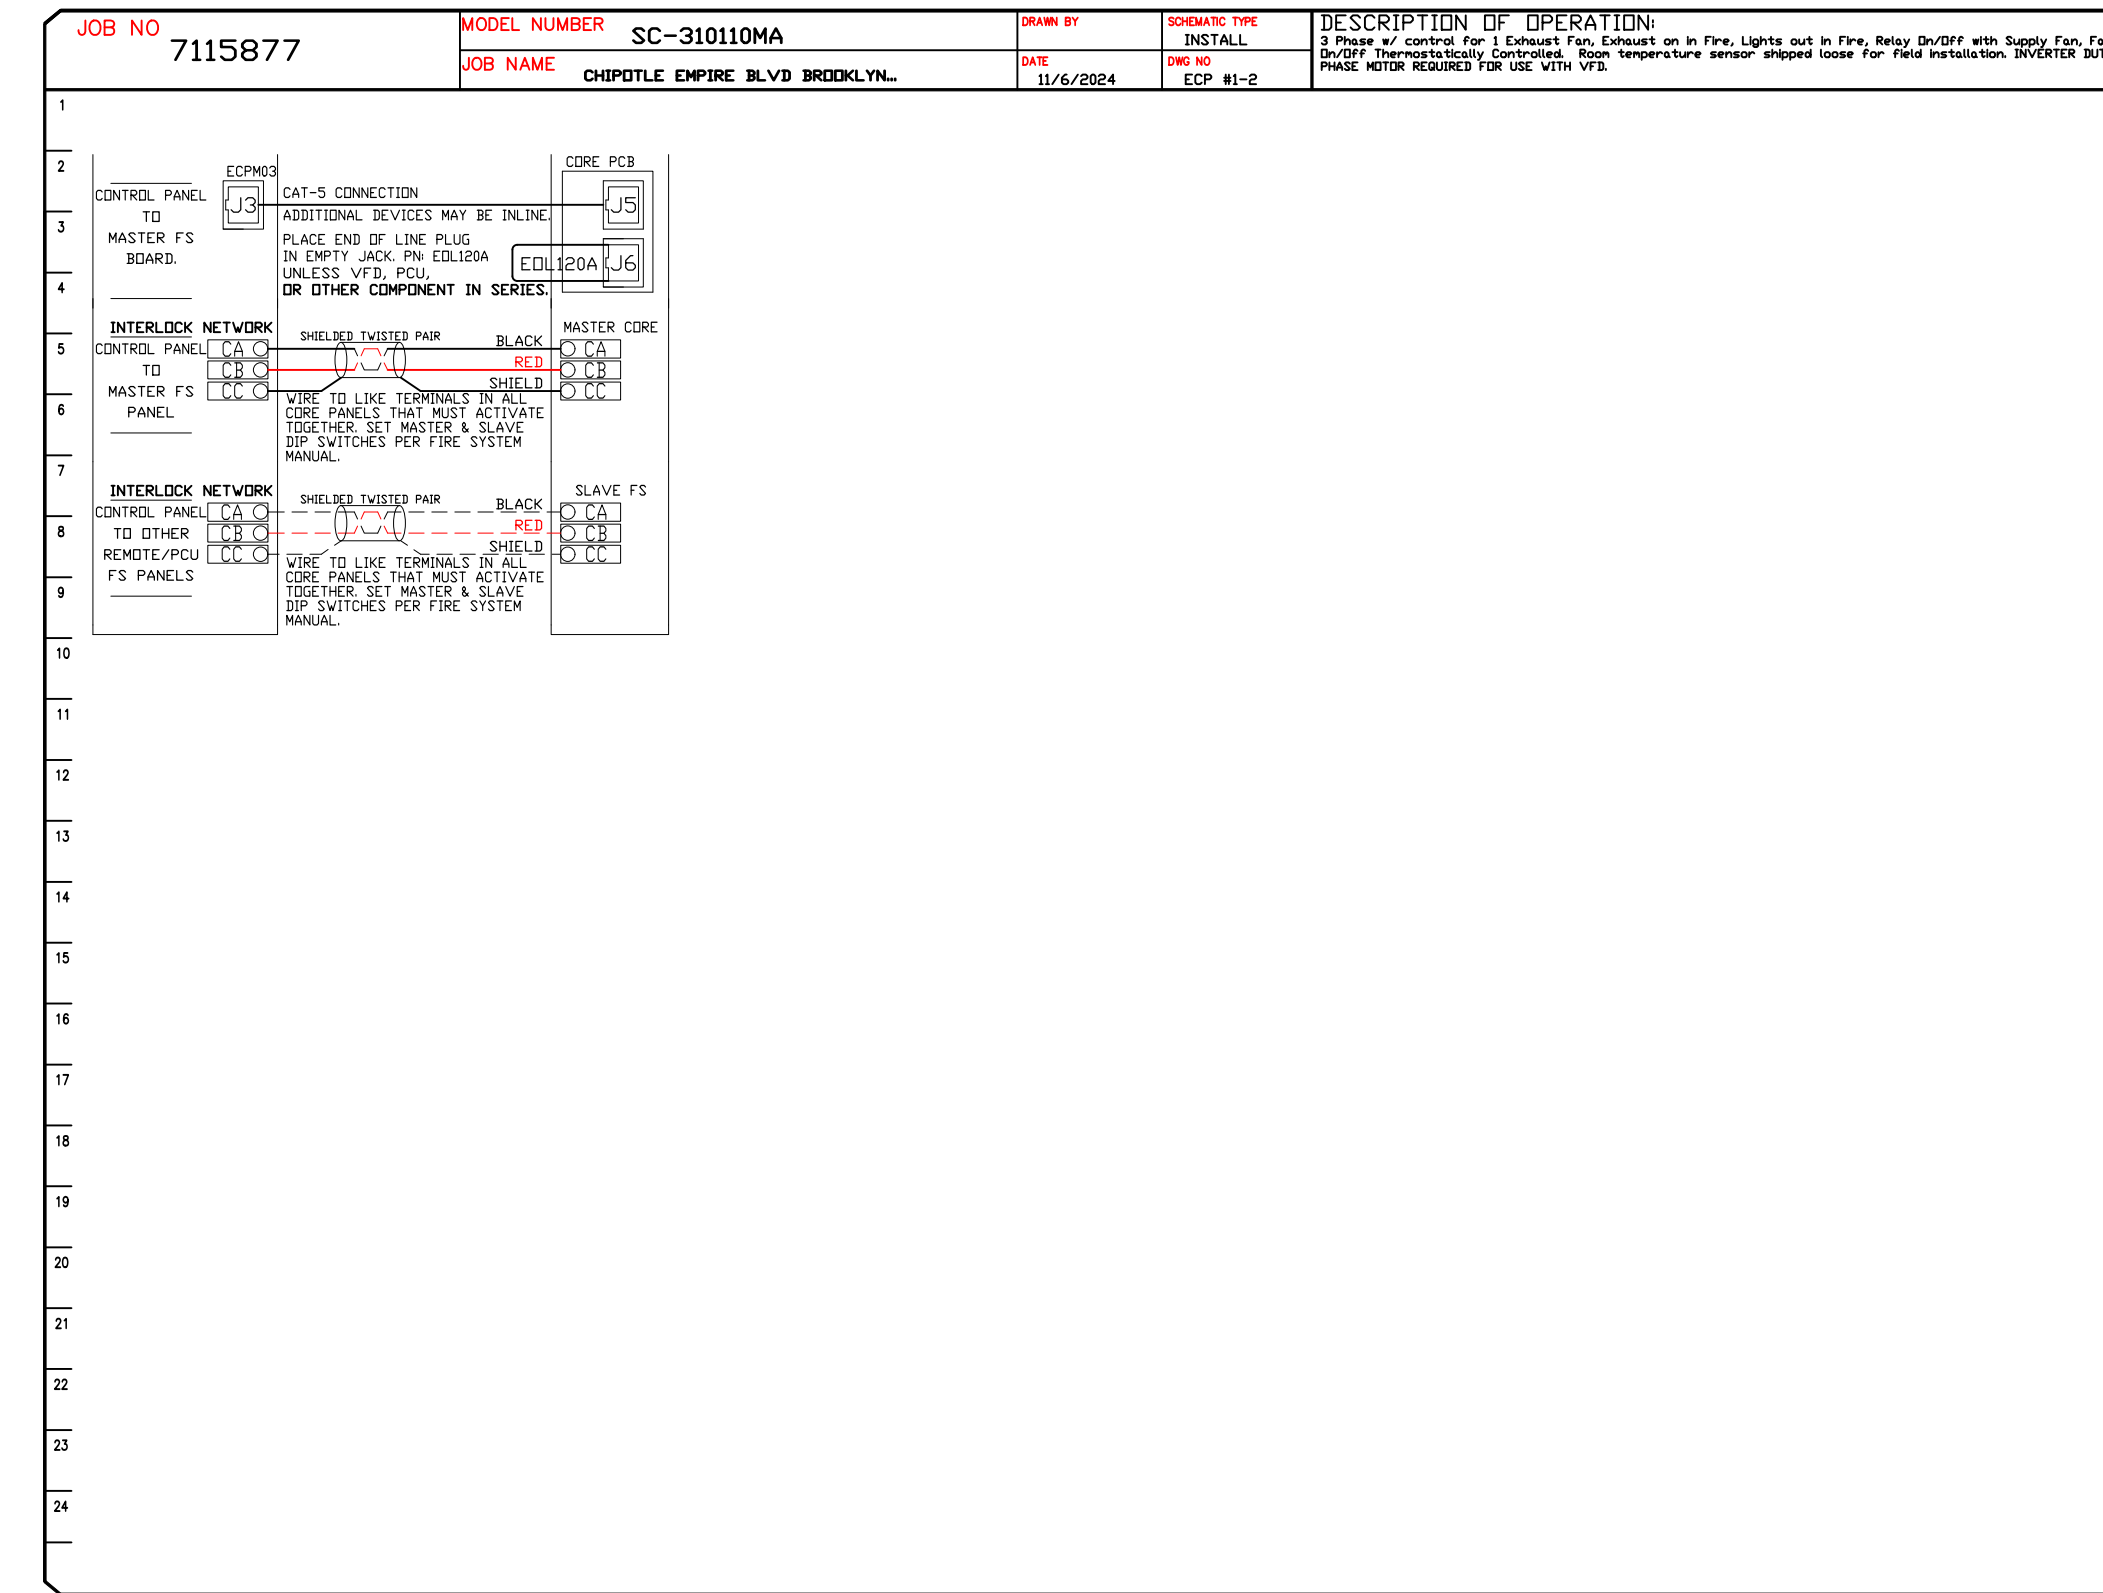 JOB NO
7115877
MODEL NUMBER
SC-310110MA
JOB NAME
CHIPOTLE EMPIRE BLVD BROOKLYN...
DRAWN BY
DATE
11/6/2024
SCHEMATIC TYPE
INSTALL
DWG NO
ECP #1-2
DESCRIPTION OF OPERATION:
3 Phase w/ control for 1 Exhaust Fan, Exhaust on in Fire, Lights out in Fire, Relay On/Off with Supply Fan,
On/Off Thermostatically Controlled. Room temperature sensor shipped loose for field installation. INVERTER
PHASE MOTOR REQUIRED FOR USE WITH VFD.
1
2
3
4
5
6
7
8
9
10
11
12
13
14
15
16
17
18
19
20
21
22
23
24
CONTROL PANEL
TO
MASTER FS
BOARD.
ECPM03
J3
CAT-5 CONNECTION
ADDITIONAL DEVICES MAY BE INLINE.
PLACE END OF LINE PLUG
IN EMPTY JACK. PN: EOL120A
UNLESS VFD, PCU,
OR OTHER COMPONENT IN SERIES.
CORE PCB
J5
EOL120A
J6
INTERLOCK NETWORK
CONTROL PANEL
TO
MASTER FS
PANEL
CA
CB
CC
SHIELDED TWISTED PAIR
BLACK
RED
SHIELD
WIRE TO LIKE TERMINALS IN ALL
CORE PANELS THAT MUST ACTIVATE
TOGETHER. SET MASTER & SLAVE
DIP SWITCHES PER FIRE SYSTEM
MANUAL.
MASTER CORE
CA
CB
CC
INTERLOCK NETWORK
CONTROL PANEL
TO OTHER
REMOTE/PCU
FS PANELS
CA
CB
CC
SHIELDED TWISTED PAIR
BLACK
RED
SHIELD
WIRE TO LIKE TERMINALS IN ALL
CORE PANELS THAT MUST ACTIVATE
TOGETHER. SET MASTER & SLAVE
DIP SWITCHES PER FIRE SYSTEM
MANUAL.
SLAVE FS
CA
CB
CC